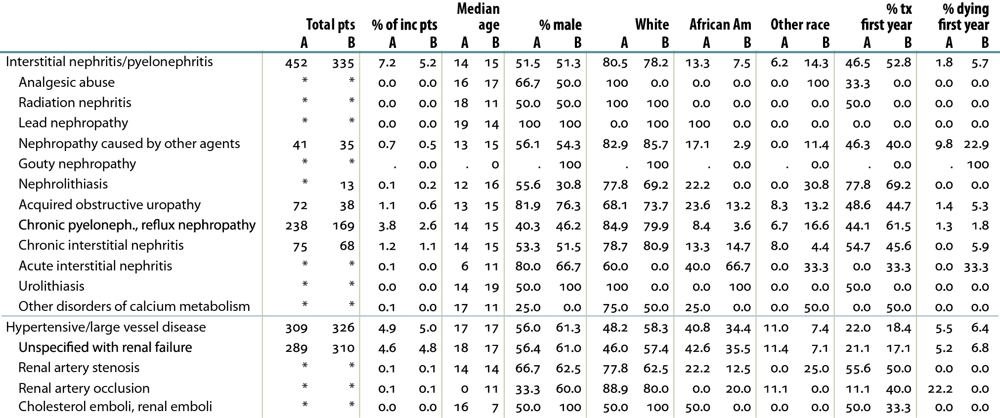 Median % tx % dying
Total pts % of inc pts age % male White African Am Other race first year first year
A B A B A B A B A B A B A B A B A B
Interstitial nephritis/pyelonephritis 452 335 7.2 5.2 14 15 51.5 51.3 80.5 78.2 13.3 7.5 6.2 14.3 46.5 52.8 1.8 5.7
Analgesic abuse * * 0.0 0.0 16 17 66.7 50.0 100 0.0 0.0 0.0 0.0 100 33.3 0.0 0.0 0.0
Radiation nephritis * * 0.0 0.0 18 11 50.0 50.0 100 100 0.0 0.0 0.0 0.0 50.0 0.0 0.0 0.0
Lead nephropathy * * 0.0 0.0 19 14 100 100 0.0 100 100 0.0 0.0 0.0 0.0 0.0 0.0 0.0
Nephropathy caused by other agents 41 35 0.7 0.5 13 15 56.1 54.3 82.9 85.7 17.1 2.9 0.0 11.4 46.3 40.0 9.8 22.9
Gouty nephropathy * * . 0.0 . 0 . 100 . 100 . 0.0 . 0.0 . 0.0 . 100
Nephrolithiasis * 13 0.1 0.2 12 16 55.6 30.8 77.8 69.2 22.2 0.0 0.0 30.8 77.8 69.2 0.0 0.0
Acquired obstructive uropathy 72 38 1.1 0.6 13 15 81.9 76.3 68.1 73.7 23.6 13.2 8.3 13.2 48.6 44.7 1.4 5.3
Chronic pyeloneph., reflux nephropathy 238 169 3.8 2.6 14 15 40.3 46.2 84.9 79.9 8.4 3.6 6.7 16.6 44.1 61.5 1.3 1.8
Chronic interstitial nephritis 75 68 1.2 1.1 14 15 53.3 51.5 78.7 80.9 13.3 14.7 8.0 4.4 54.7 45.6 0.0 5.9
Acute interstitial nephritis * * 0.1 0.0 6 11 80.0 66.7 60.0 0.0 40.0 66.7 0.0 33.3 0.0 33.3 0.0 33.3
Urolithiasis * * 0.0 0.0 14 19 50.0 100 100 0.0 0.0 100 0.0 0.0 50.0 0.0 0.0 0.0
Other disorders of calcium metabolism * * 0.1 0.0 17 11 25.0 0.0 75.0 50.0 25.0 0.0 0.0 50.0 0.0 50.0 0.0 0.0
Hypertensive/large vessel disease 309 326 4.9 5.0 17 17 56.0 61.3 48.2 58.3 40.8 34.4 11.0 7.4 22.0 18.4 5.5 6.4
Unspecified with renal failure 289 310 4.6 4.8 18 17 56.4 61.0 46.0 57.4 42.6 35.5 11.4 7.1 21.1 17.1 5.2 6.8
Renal artery stenosis * * 0.1 0.1 14 14 66.7 62.5 77.8 62.5 22.2 12.5 0.0 25.0 55.6 50.0 0.0 0.0
Renal artery occlusion * * 0.1 0.1 0 11 33.3 60.0 88.9 80.0 0.0 20.0 11.1 0.0 11.1 40.0 22.2 0.0
Cholesterol emboli, renal emboli * * 0.0 0.0 16 7 50.0 100 50.0 100 50.0 0.0 0.0 0.0 50.0 33.3 0.0 0.0